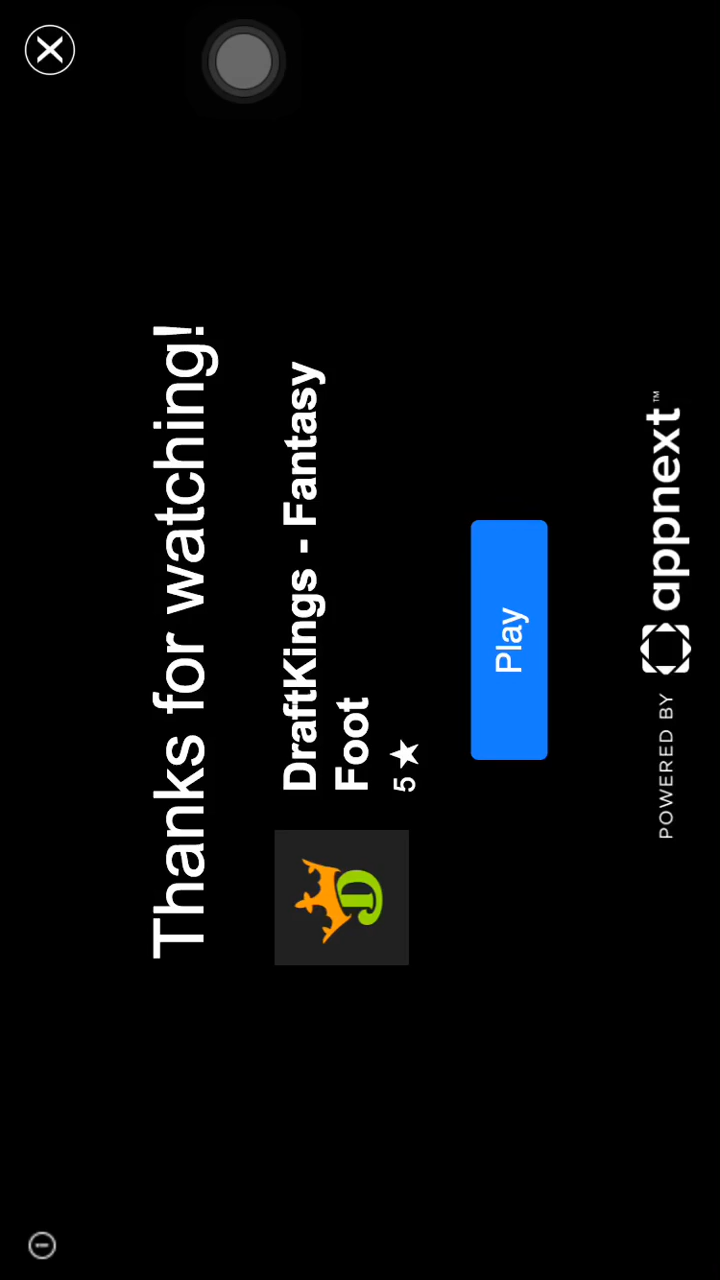 Thanks for watching!
DraftKings - Fantasy
Foot
5★
Play
POWERED BY appnext™